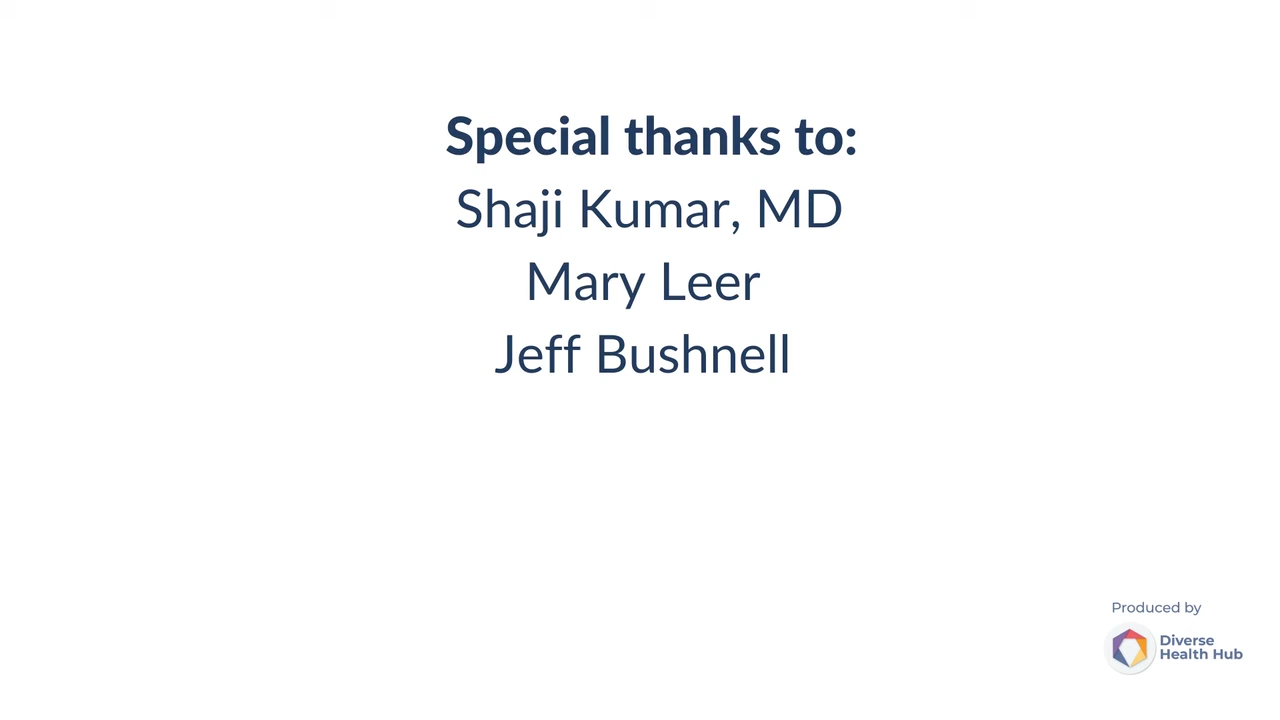 Special thanks to:
Shaji Kumar, MD
Mary Leer
Jeff Bushnell
Produced by
Diverse
Health Hub